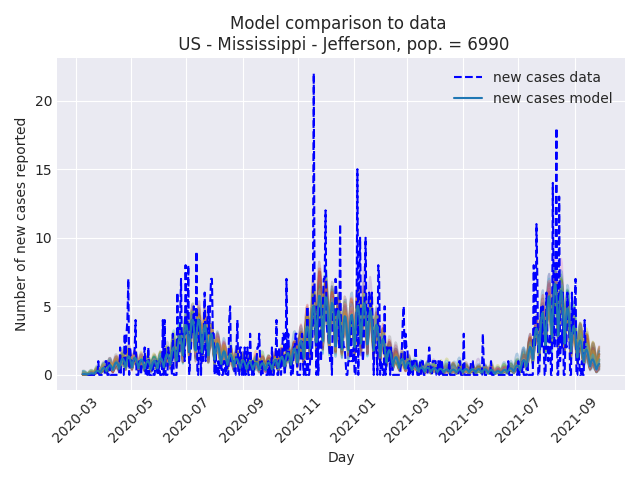 Model comparison to data
US - Mississippi - Jefferson, pop. = 6990
new cases data
new cases model
Number of new cases reported
20
15
10
5
0
2020-03
2020-05
2020-07
2020-09
2020-11
2021-01
2021-03
2021-05
2021-07
2021-09
Day